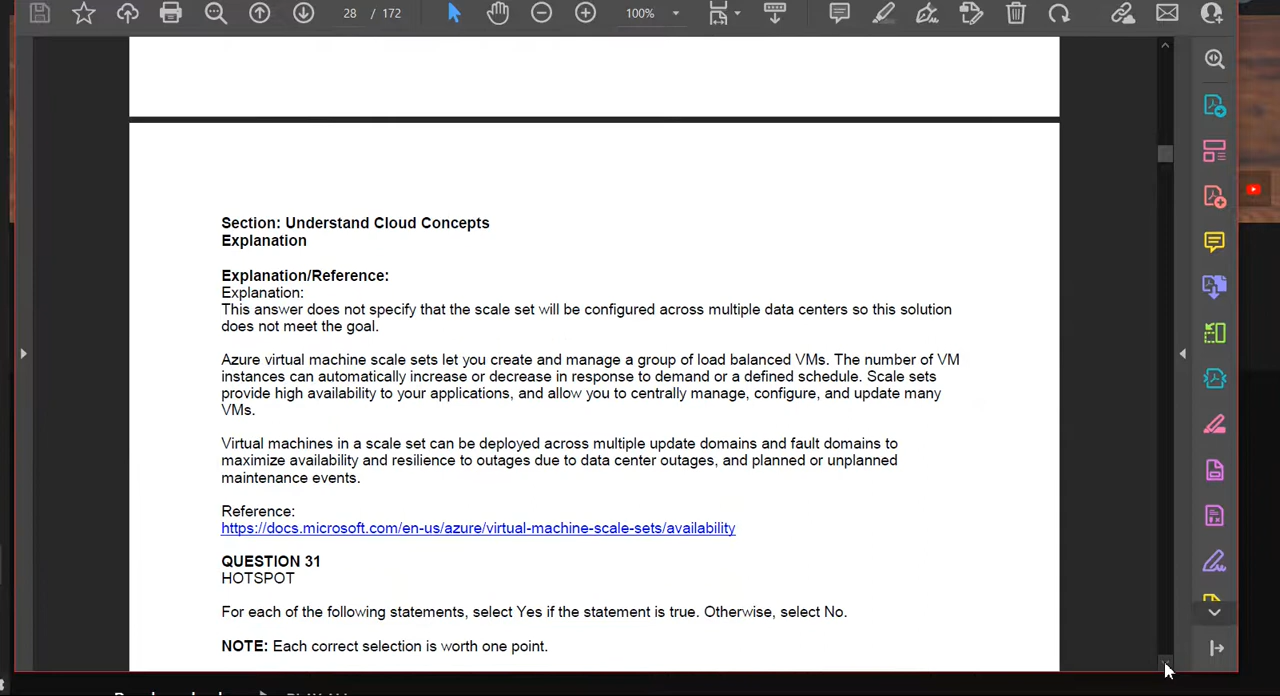 28 / 172
100%
Section: Understand Cloud Concepts
Explanation
Explanation/Reference:
Explanation:
This answer does not specify that the scale set will be configured across multiple data centers so this solution
does not meet the goal.
Azure virtual machine scale sets let you create and manage a group of load balanced VMs. The number of VM
instances can automatically increase or decrease in response to demand or a defined schedule. Scale sets
provide high availability to your applications, and allow you to centrally manage, configure, and update many
VMs.
Virtual machines in a scale set can be deployed across multiple update domains and fault domains to
maximize availability and resilience to outages due to data center outages, and planned or unplanned
maintenance events.
Reference:
https://docs.microsoft.com/en-us/azure/virtual-machine-scale-sets/availability
QUESTION 31
HOTSPOT
For each of the following statements, select Yes if the statement is true. Otherwise, select No.
NOTE: Each correct selection is worth one point.